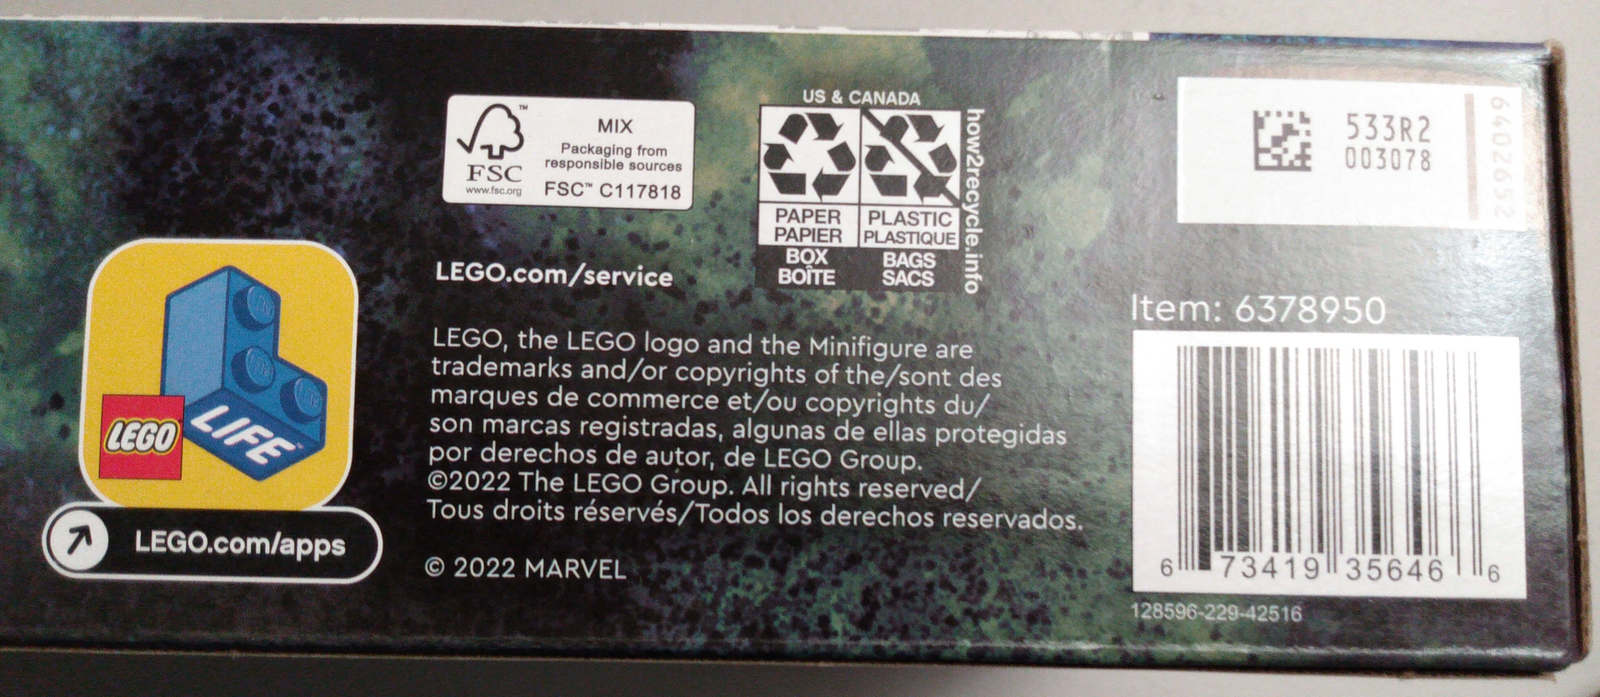 FSC
www.fsc.org
MIX
Packaging from
responsible sources
FSC™ C117818
US & CANADA
PAPER
PAPIER
BOX
BOÎTE
PLASTIC
PLASTIQUE
BAGS
SACS
how2recycle.info
533R2
003078
6402652
LEGO
LIFE™
LEGO.com/apps
LEGO.com/service
LEGO, the LEGO logo and the Minifigure are
trademarks and/or copyrights of the/sont des
marques de commerce et/ou copyrights du/
son marcas registradas, algunas de ellas protegidas
por derechos de autor, de LEGO Group.
©2022 The LEGO Group. All rights reserved/
Tous droits réservés/Todos los derechos reservados.
© 2022 MARVEL
Item: 6378950
6 73419 35646 6
128596-229-42516